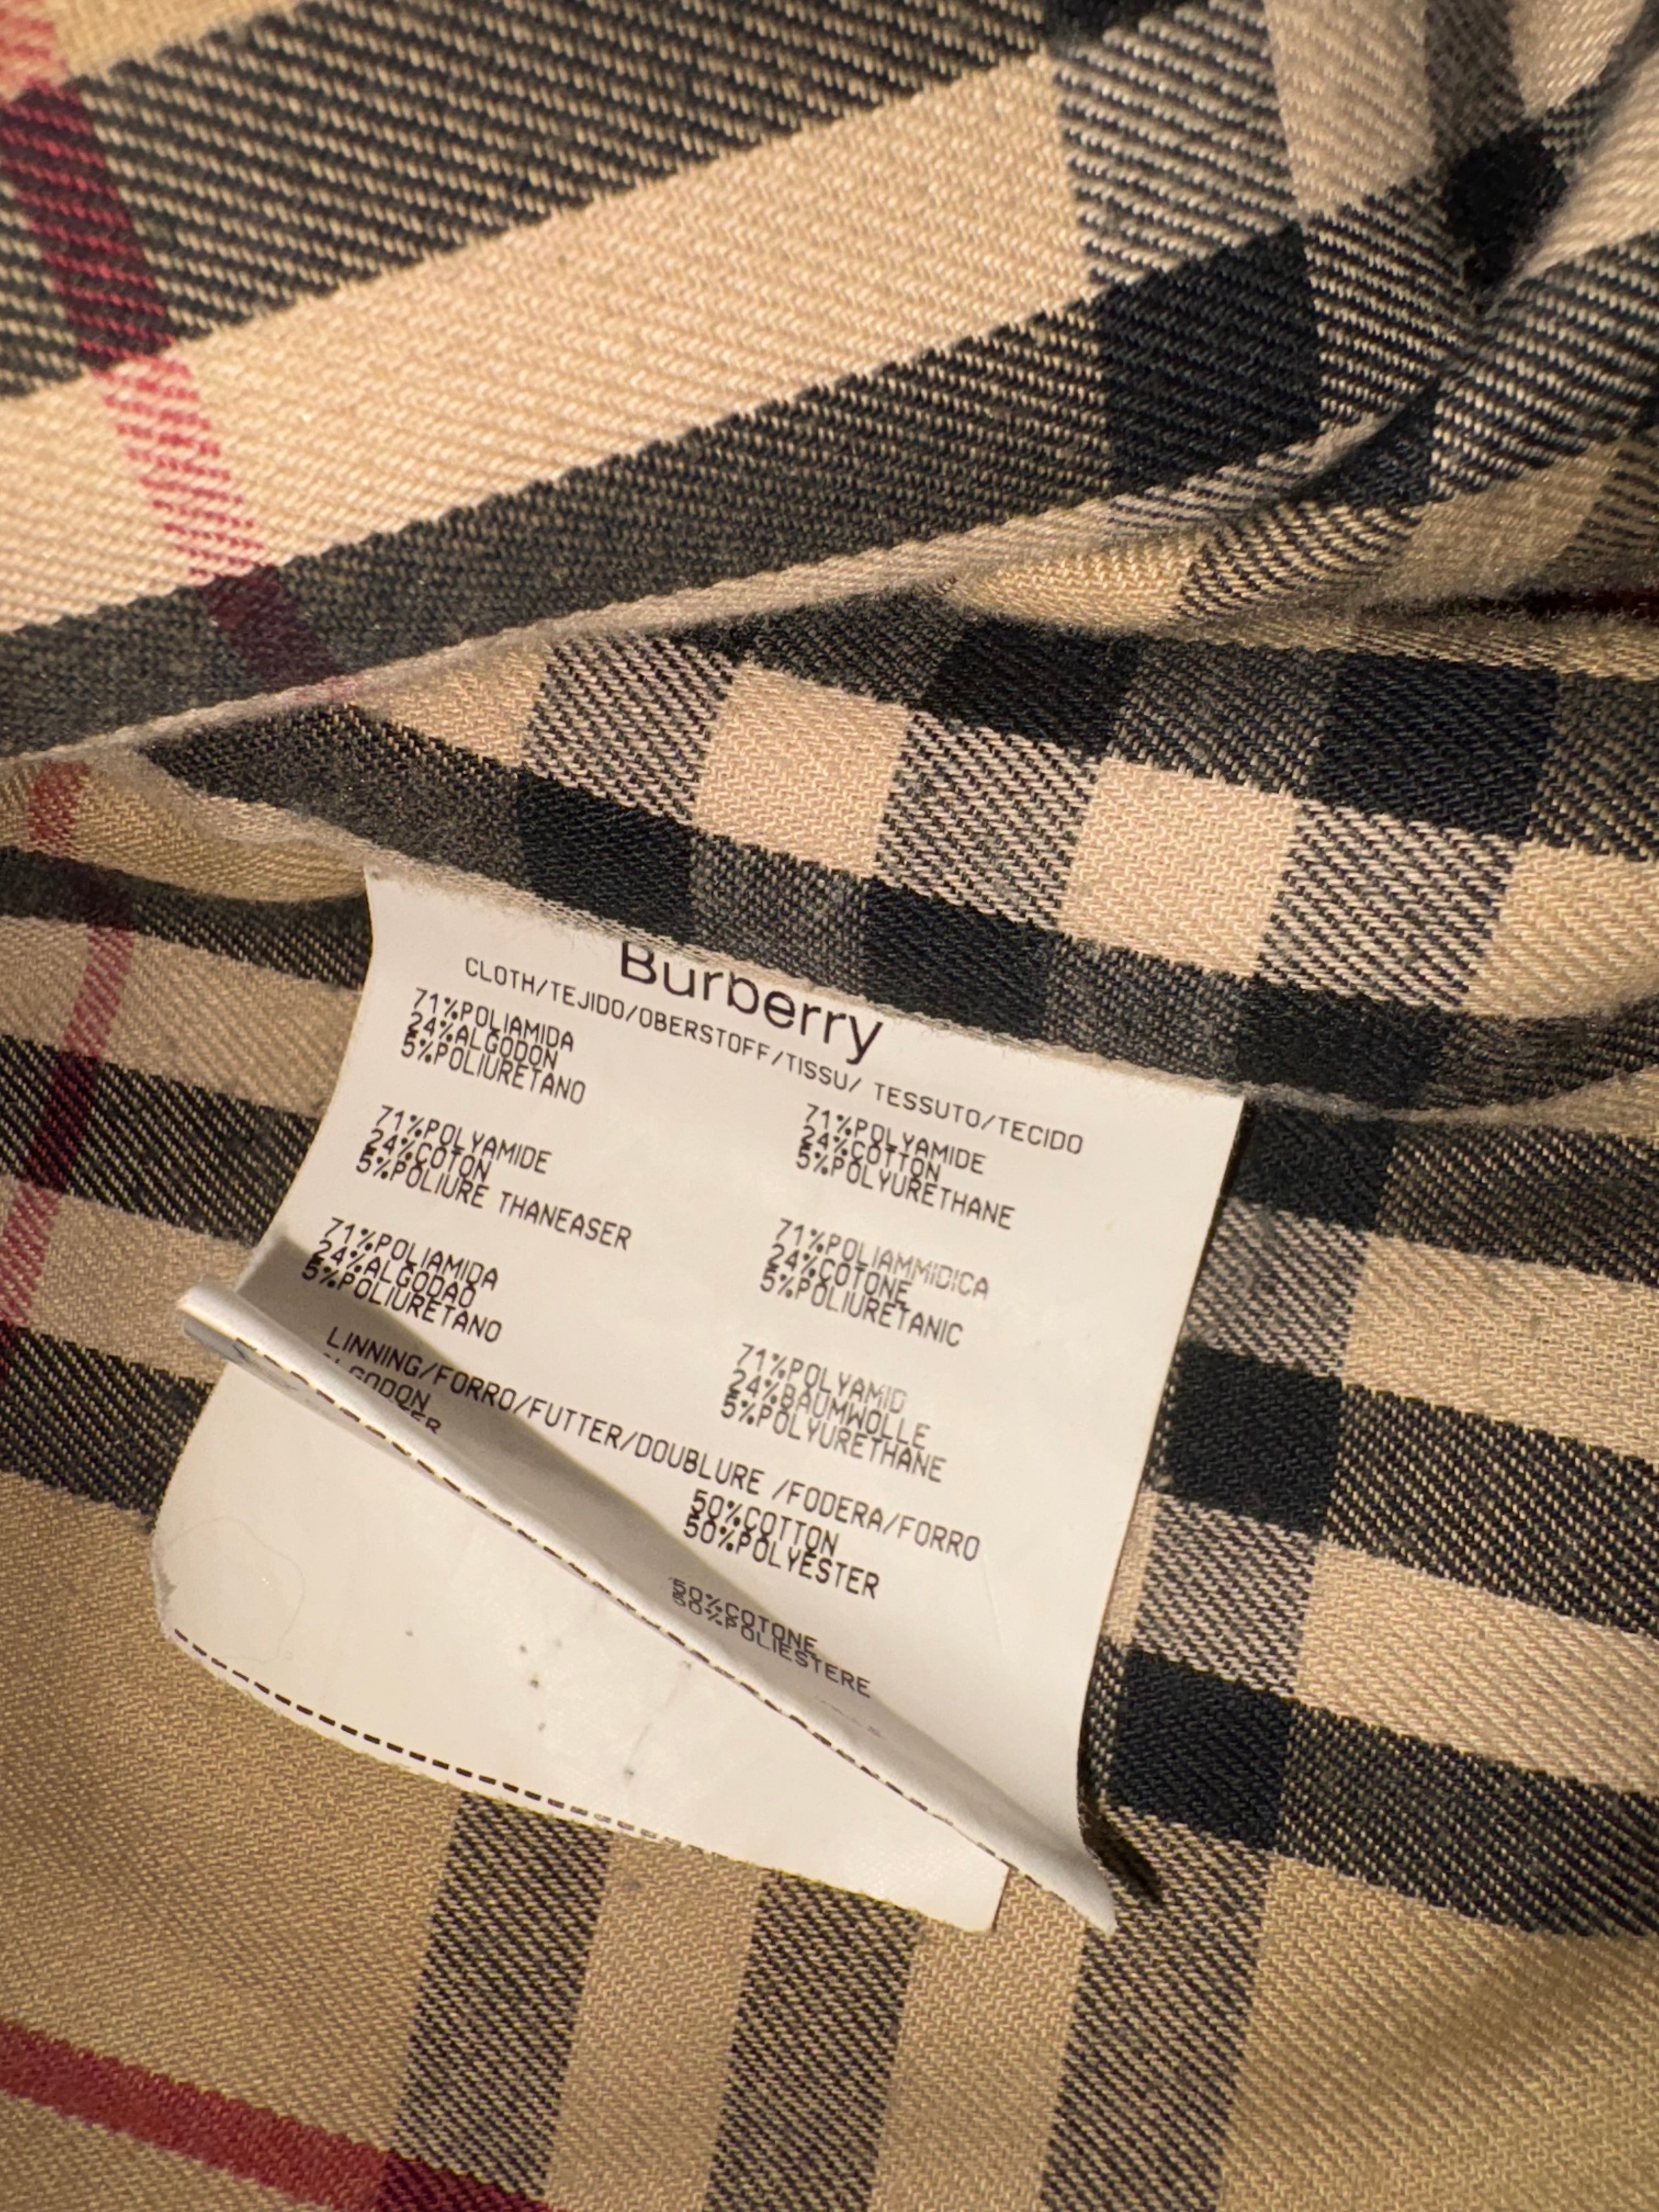 Burberry
CLOTH/TEJIDO/OBERSTOFF/TISSU/ TESSUTO/TECIDO
71%POLIAMIDA
24%ALGODON
5%POLIURETANO
71%POLYAMIDE
24%COTTON
5%POLYURETHANE
71%POLYAMIDE
24%COTON
5%POLIURE THANEASER
71%POLIAMMIDICA
24%COTONE
5%POLIURETANIC
71%POLIAMIDA
24%ALGODAO
5%POLIURETANO
71%POLYAMID
24%BAUMWOLLE
5%POLYURETHANE
LINNING/FORRO/FUTTER/DOUBLURE /FODERA/FORRO
50%COTTON
50%POLYESTER
50%COTONE
50%POLIESTERE